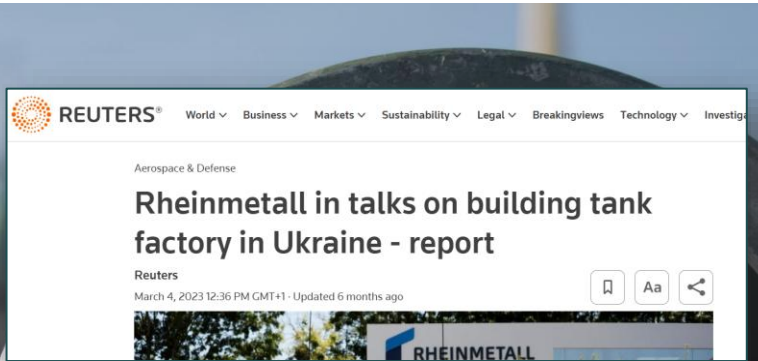 REUTERS®
World Business Markets Sustainability Legal Breakingviews Technology Investiga
Aerospace & Defense
Rheinmetall in talks on building tank
factory in Ukraine - report
Reuters
March 4, 2023 12:36 PM GMT+1 · Updated 6 months ago
Aa
RHEINMETALL